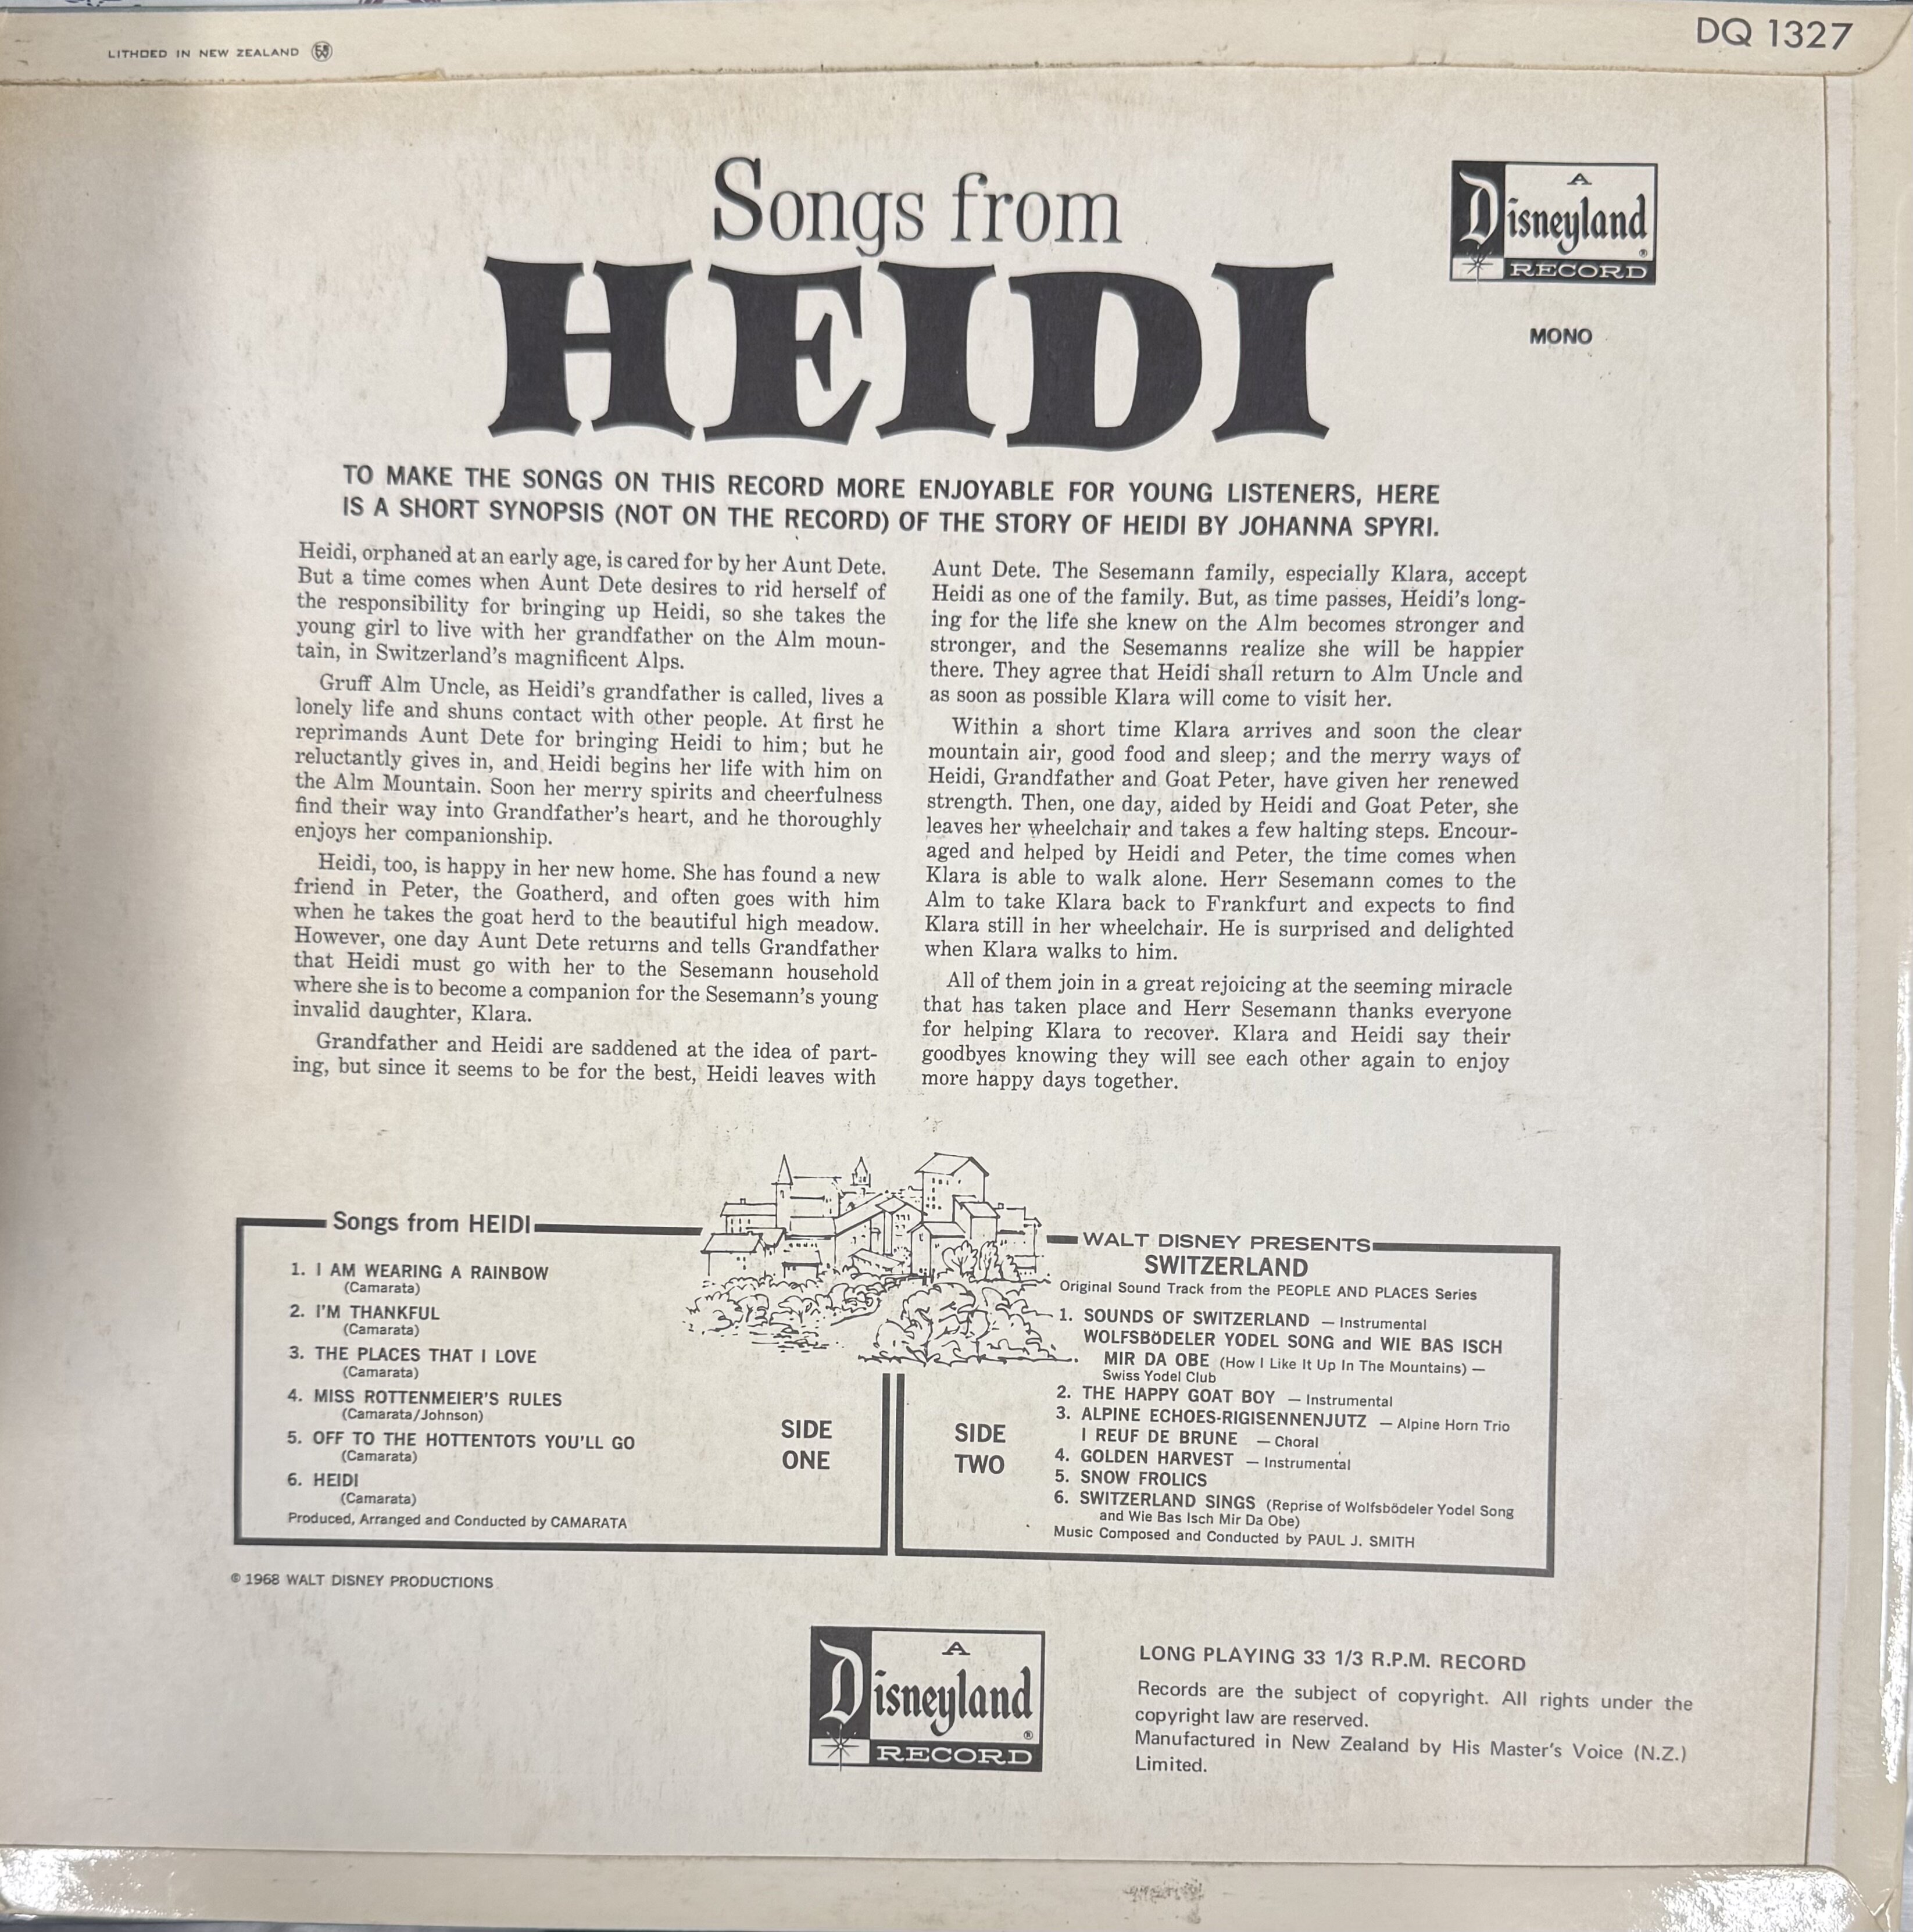 LITHOED IN NEW ZEALAND
DQ 1327
Songs from
HEIDI
A
Disneyland
®
RECORD
MONO
TO MAKE THE SONGS ON THIS RECORD MORE ENJOYABLE FOR YOUNG LISTENERS, HERE
IS A SHORT SYNOPSIS (NOT ON THE RECORD) OF THE STORY OF HEIDI BY JOHANNA SPYRI.
Heidi, orphaned at an early age, is cared for by her Aunt Dete.
But a time comes when Aunt Dete desires to rid herself of
the responsibility for bringing up Heidi, so she takes the
young girl to live with her grandfather on the Alm moun-
tain, in Switzerland's magnificent Alps.
Gruff Alm Uncle, as Heidi's grandfather is called, lives a
lonely life and shuns contact with other people. At first he
reprimands Aunt Dete for bringing Heidi to him; but he
reluctantly gives in, and Heidi begins her life with him on
the Alm Mountain. Soon her merry spirits and cheerfulness
find their way into Grandfather's heart, and he thoroughly
enjoys her companionship.
Heidi, too, is happy in her new home. She has found a new
friend in Peter, the Goatherd, and often goes with him
when he takes the goat herd to the beautiful high meadow.
However, one day Aunt Dete returns and tells Grandfather
that Heidi must go with her to the Sesemann household
where she is to become a companion for the Sesemann's young
invalid daughter, Klara.
Grandfather and Heidi are saddened at the idea of part-
ing, but since it seems to be for the best, Heidi leaves with
Aunt Dete. The Sesemann family, especially Klara, accept
Heidi as one of the family. But, as time passes, Heidi's long-
ing for the life she knew on the Alm becomes stronger and
stronger, and the Sesemanns realize she will be happier
there. They agree that Heidi shall return to Alm Uncle and
as soon as possible Klara will come to visit her.
Within a short time Klara arrives and soon the clear
mountain air, good food and sleep; and the merry ways of
Heidi, Grandfather and Goat Peter, have given her renewed
strength. Then, one day, aided by Heidi and Goat Peter, she
leaves her wheelchair and takes a few halting steps. Encour-
aged and helped by Heidi and Peter, the time comes when
Klara is able to walk alone. Herr Sesemann comes to the
Alm to take Klara back to Frankfurt and expects to find
Klara still in her wheelchair. He is surprised and delighted
when Klara walks to him.
All of them join in a great rejoicing at the seeming miracle
that has taken place and Herr Sesemann thanks everyone
for helping Klara to recover. Klara and Heidi say their
goodbyes knowing they will see each other again to enjoy
more happy days together.
Songs from HEIDI
1. I AM WEARING A RAINBOW
(Camarata)
2. I'M THANKFUL
(Camarata)
3. THE PLACES THAT I LOVE
(Camarata)
4. MISS ROTTENMEIER'S RULES
(Camarata/Johnson)
5. OFF TO THE HOTTENTOTS YOU'LL GO
(Camarata)
6. HEIDI
(Camarata)
Produced, Arranged and Conducted by CAMARATA
SIDE
ONE
WALT DISNEY PRESENTS
SWITZERLAND
Original Sound Track from the PEOPLE AND PLACES Series
1. SOUNDS OF SWITZERLAND — Instrumental
WOLFSBöDELER YODEL SONG and WIE BAS ISCH
MIR DA OBE (How I Like It Up In The Mountains) —
Swiss Yodel Club
2. THE HAPPY GOAT BOY — Instrumental
3. ALPINE ECHOES-RIGISENNENJUTZ — Alpine Horn Trio
I REUF DE BRUNE — Choral
4. GOLDEN HARVEST — Instrumental
5. SNOW FROLICS
6. SWITZERLAND SINGS (Reprise of Wolfsbödeler Yodel Song
and Wie Bas Isch Mir Da Obe)
Music Composed and Conducted by PAUL J. SMITH
SIDE
TWO
© 1968 WALT DISNEY PRODUCTIONS
A
Disneyland
®
RECORD
LONG PLAYING 33 1/3 R.P.M. RECORD
Records are the subject of copyright. All rights under the
copyright law are reserved.
Manufactured in New Zealand by His Master's Voice (N.Z.)
Limited.